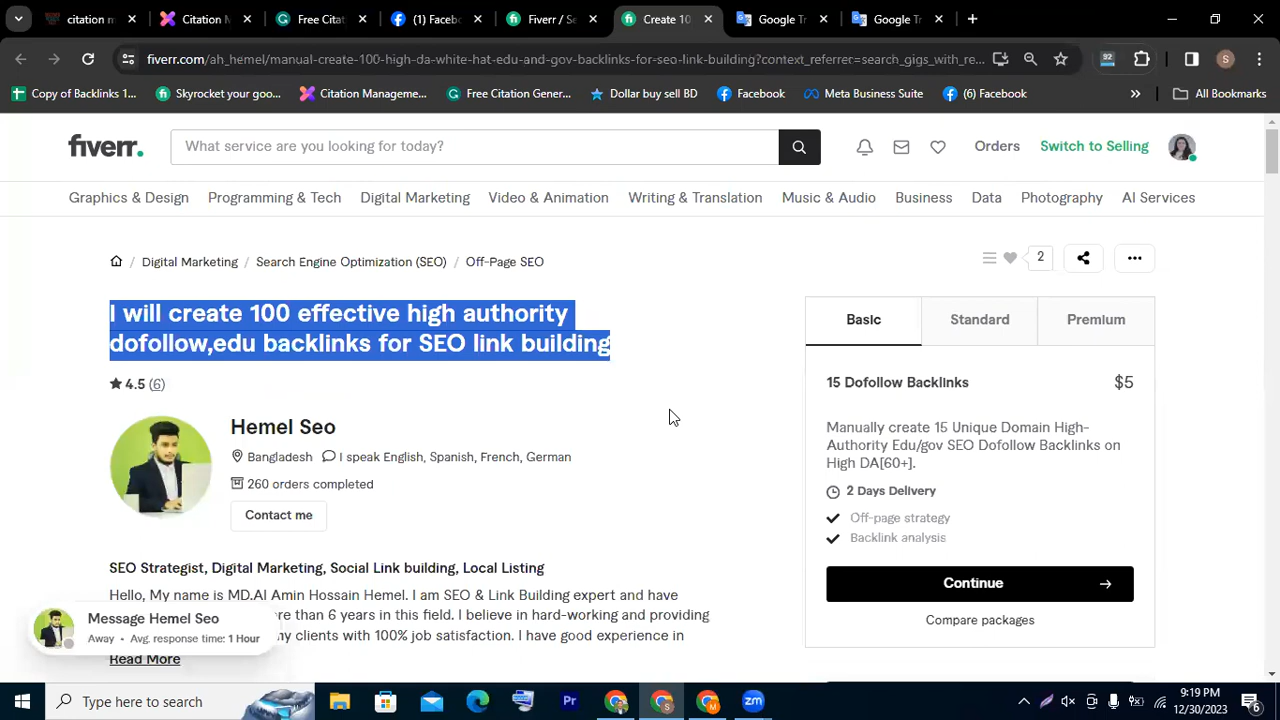 citation m
Citation M
Free Citat
(1) Faceb
Fiverr / Se
Create 10
Google Tr
Google Tr
fiverr.com/ah_hemel/manual-create-100-high-da-white-hat-edu-and-gov-backlinks-for-seo-link-building?context_referrer=search_gigs_with_re...
92
S
Copy of Backlinks 1...
Skyrocket your goo...
Citation Manageme...
Free Citation Gener...
Dollar buy sell BD
Facebook
Meta Business Suite
(6) Facebook
All Bookmarks
fiverr.
What service are you looking for today?
Orders
Switch to Selling
Graphics & Design
Programming & Tech
Digital Marketing
Video & Animation
Writing & Translation
Music & Audio
Business
Data
Photography
AI Services
Digital Marketing / Search Engine Optimization (SEO) / Off-Page SEO
2
I will create 100 effective high authority
dofollow,edu backlinks for SEO link building
4.5 (6)
Hemel Seo
Bangladesh
I speak English, Spanish, French, German
260 orders completed
Contact me
SEO Strategist, Digital Marketing, Social Link building, Local Listing
Hello, My name is MD.Al Amin Hossain Hemel. I am SEO & Link Building expert and have
re than 6 years in this field. I believe in hard-working and providing
ny clients with 100% job satisfaction. I have good experience in
Read More
Message Hemel Seo
Away • Avg. response time: 1 Hour
Basic
Standard
Premium
15 Dofollow Backlinks
$5
Manually create 15 Unique Domain High-
Authority Edu/gov SEO Dofollow Backlinks on
High DA[60+].
2 Days Delivery
Off-page strategy
Backlink analysis
Continue
Compare packages
Type here to search
Pr
zm
9:19 PM
12/30/2023
6